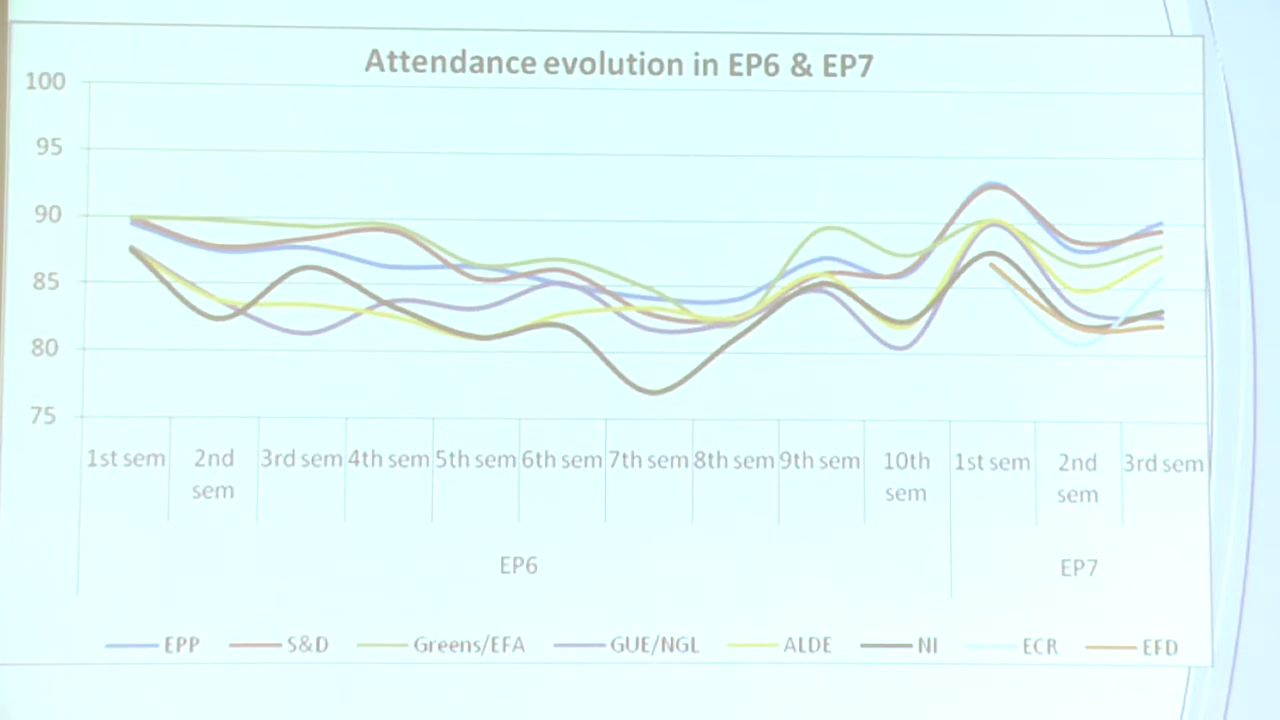 Attendance evolution in EP6 & EP7
100
95
90
85
80
75
1st sem 2nd sem 3rd sem 4th sem 5th sem 6th sem 7th sem 8th sem 9th sem 10th sem 1st sem 2nd sem 3rd sem
EP6 EP7
EPP S&D Greens/EFA GUE/NGL ALDE NI ECR EFD